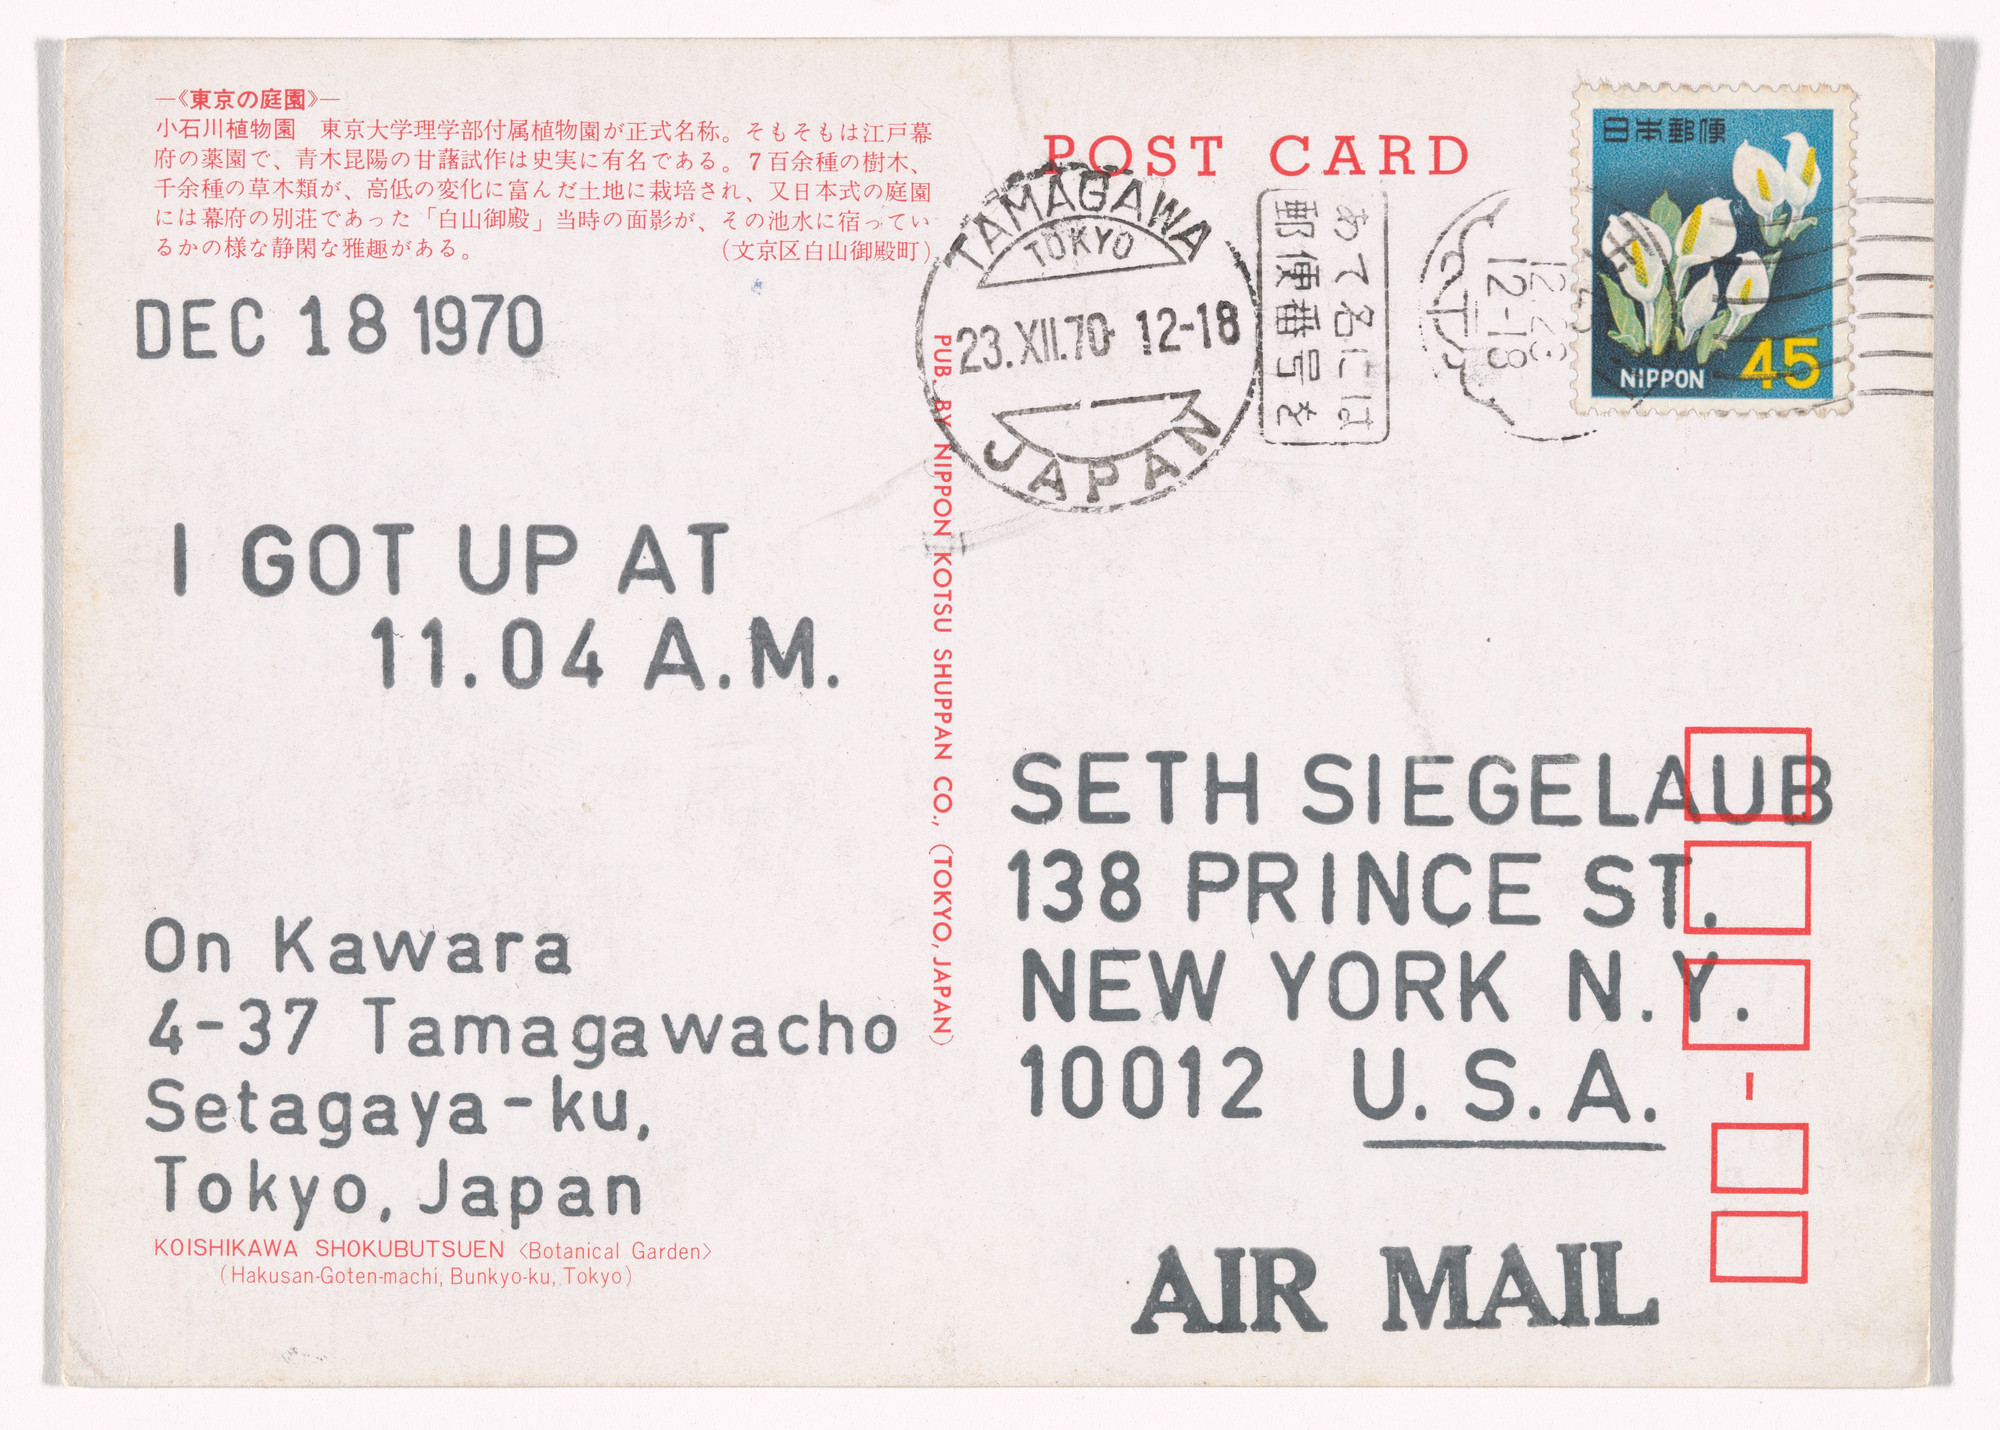 ―《東京の庭園》―
小石川植物園　東京大学理学部付属植物園が正式名称。そもそもは江戸幕
府の薬園で、青木昆陽の甘藷試作は史実に有名である。7百余種の樹木、
千余種の草木類が、高低の変化に富んだ土地に栽培され、又日本式の庭園
には幕府の別荘であった「白山御殿」当時の面影が、その池水に宿ってい
るかの様な静閑な雅趣がある。　（文京区白山御殿町）
DEC 18 1970
I GOT UP AT
11.04 A.M.
On Kawara
4-37 Tamagawacho
Setagaya-ku,
Tokyo, Japan
KOISHIKAWA SHOKUBUTSUEN <Botanical Garden>
(Hakusan-Goten-machi, Bunkyo-ku, Tokyo)
PUB. BY NIPPON KOTSU SHUPPAN CO., (TOKYO, JAPAN)
POST CARD
TAMAGAWA
TOKYO
23.XII.70 12-18
JAPAN
あて名には
郵便番号を
12-18
日本郵便
NIPPON 45
SETH SIEGELAUB
138 PRINCE ST.
NEW YORK N.Y.
10012 U.S.A.
AIR MAIL